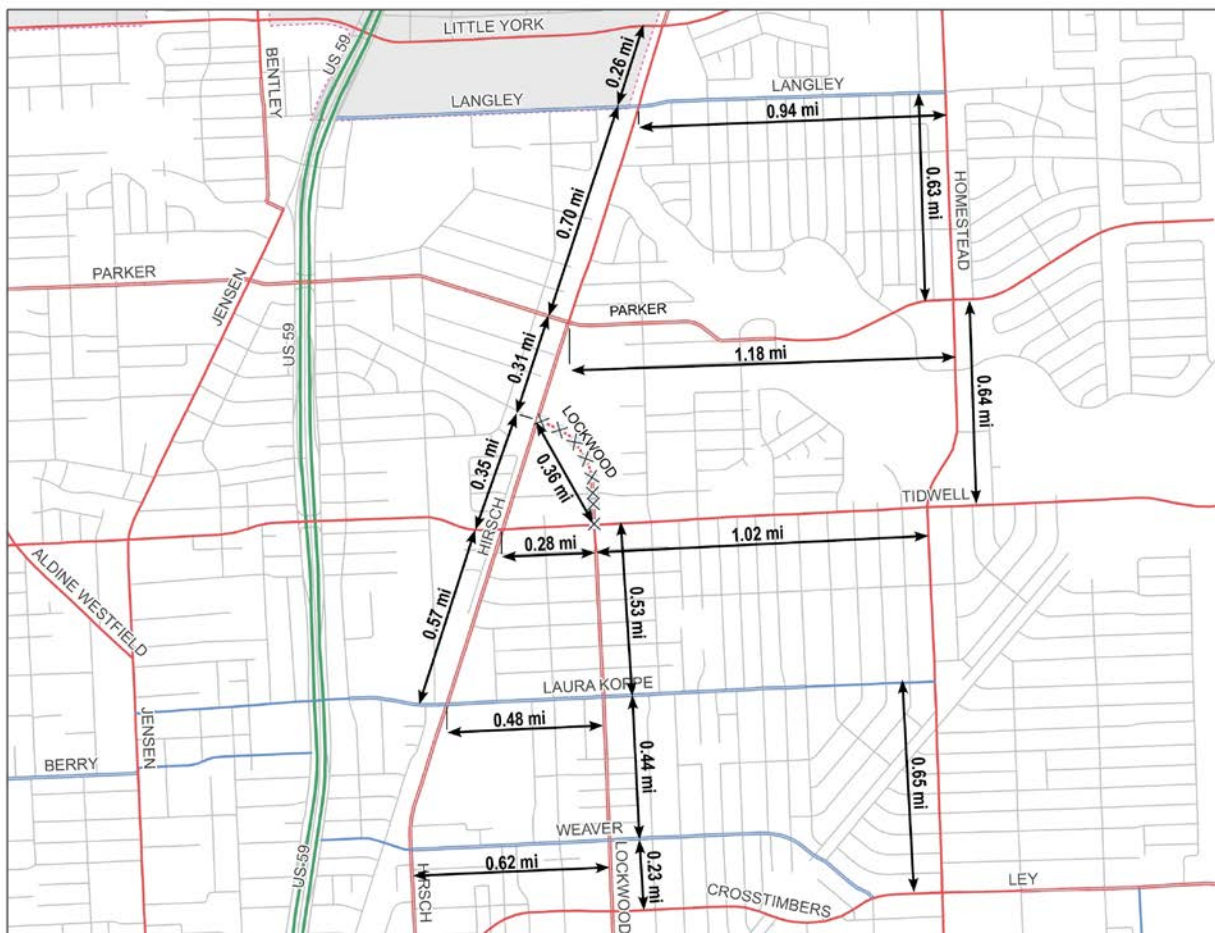 LITTLE YORK
US 59
BENTLEY
0.26 mi
LANGLEY
LANGLEY
0.94 mi
0.63 mi
HOMESTEAD
0.70 mi
PARKER
JENSEN
US 59
PARKER
0.31 mi
1.18 mi
0.64 mi
LOCKWOOD
0.35 mi
0.36 mi
HIRSCH
TIDWELL
0.28 mi
1.02 mi
ALDINE WESTFIELD
0.57 mi
0.53 mi
LAURA KOPPE
JENSEN
0.48 mi
0.44 mi
BERRY
0.65 mi
WEAVER
US 59
0.62 mi
HIRSCH
LOCKWOOD
0.23 mi
CROSSTIMBERS
LEY